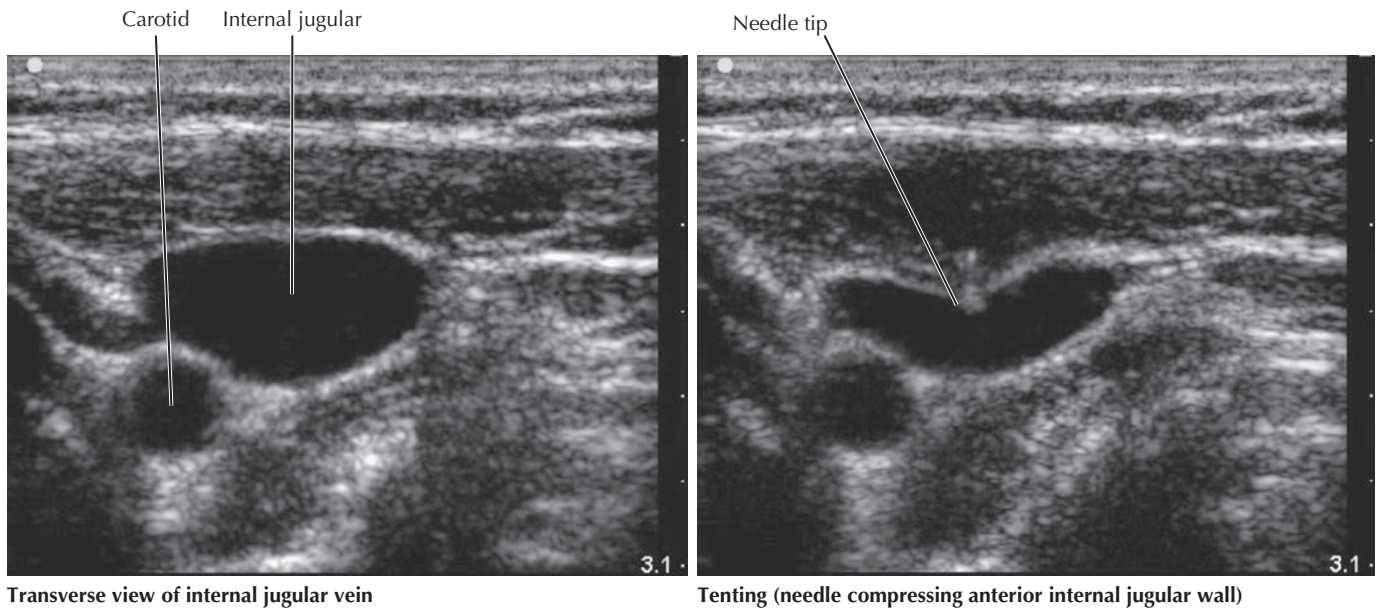 Carotid
Internal jugular
Needle tip
3.1
3.1
Transverse view of internal jugular vein
Tenting (needle compressing anterior internal jugular wall)